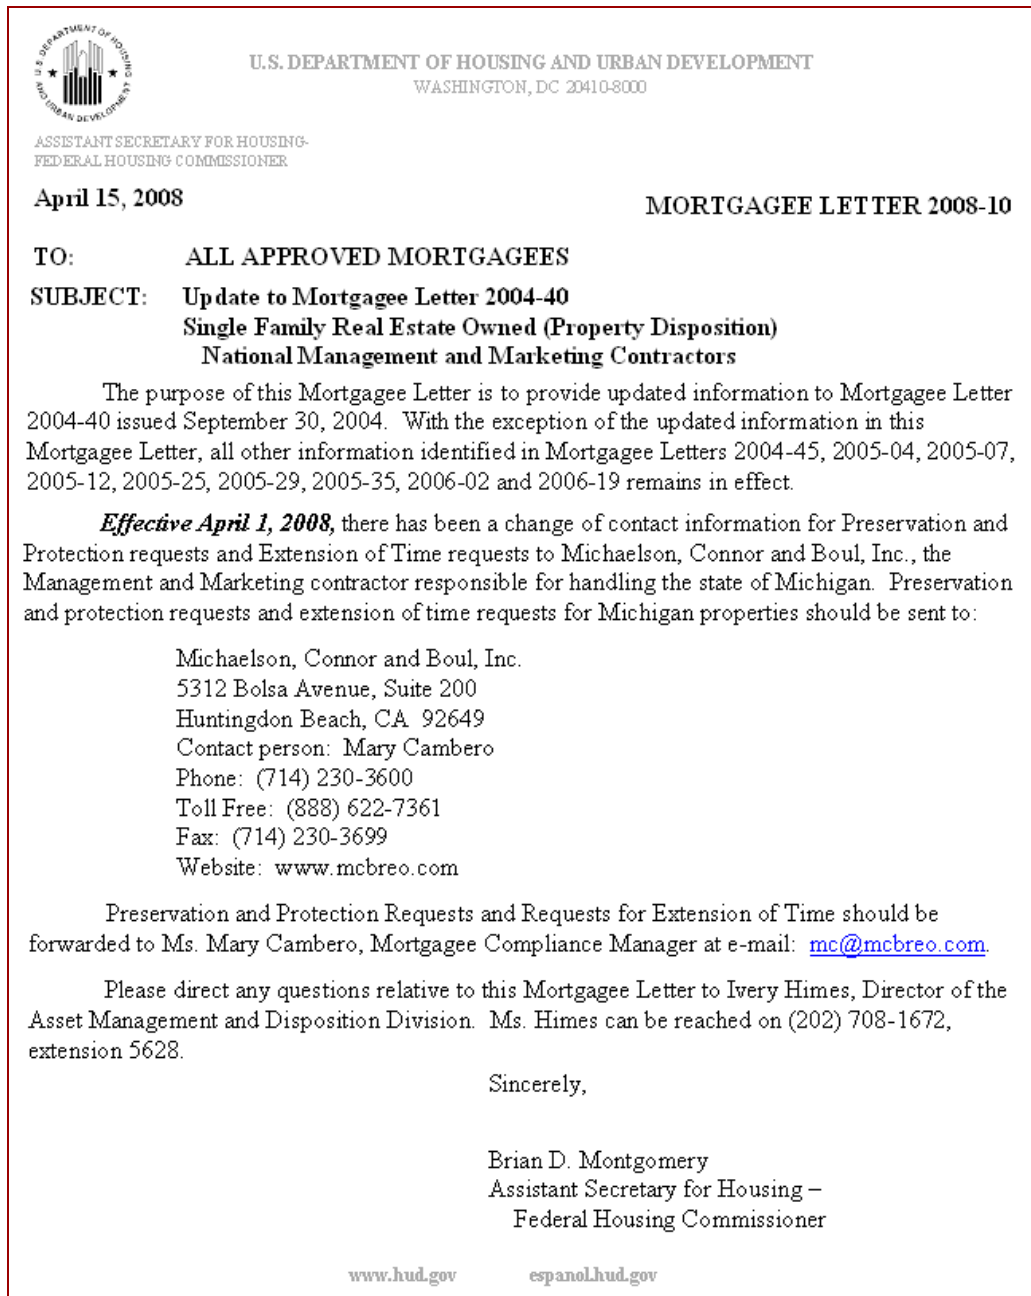 U.S. DEPARTMENT OF HOUSING AND URBAN DEVELOPMENT
U.S. DEPARTMENT OF HOUSING AND URBAN DEVELOPMENT
WASHINGTON, DC 20410-8000
ASSISTANT SECRETARY FOR HOUSING-
FEDERAL HOUSING COMMISSIONER
April 15, 2008
MORTGAGEE LETTER 2008-10
TO: ALL APPROVED MORTGAGEES
SUBJECT: Update to Mortgagee Letter 2004-40
Single Family Real Estate Owned (Property Disposition)
National Management and Marketing Contractors
The purpose of this Mortgagee Letter is to provide updated information to Mortgagee Letter
2004-40 issued September 30, 2004. With the exception of the updated information in this
Mortgagee Letter, all other information identified in Mortgagee Letters 2004-45, 2005-04, 2005-07,
2005-12, 2005-25, 2005-29, 2005-35, 2006-02 and 2006-19 remains in effect.
Effective April 1, 2008, there has been a change of contact information for Preservation and
Protection requests and Extension of Time requests to Michaelson, Connor and Boul, Inc., the
Management and Marketing contractor responsible for handling the state of Michigan. Preservation
and protection requests and extension of time requests for Michigan properties should be sent to:
Michaelson, Connor and Boul, Inc.
5312 Bolsa Avenue, Suite 200
Huntingdon Beach, CA 92649
Contact person: Mary Cambero
Phone: (714) 230-3600
Toll Free: (888) 622-7361
Fax: (714) 230-3699
Website: www.mcbreo.com
Preservation and Protection Requests and Requests for Extension of Time should be
forwarded to Ms. Mary Cambero, Mortgagee Compliance Manager at e-mail: mc@mcbreo.com.
Please direct any questions relative to this Mortgagee Letter to Ivery Himes, Director of the
Asset Management and Disposition Division. Ms. Himes can be reached on (202) 708-1672,
extension 5628.
Sincerely,
Brian D. Montgomery
Assistant Secretary for Housing –
Federal Housing Commissioner
www.hud.gov espanol.hud.gov